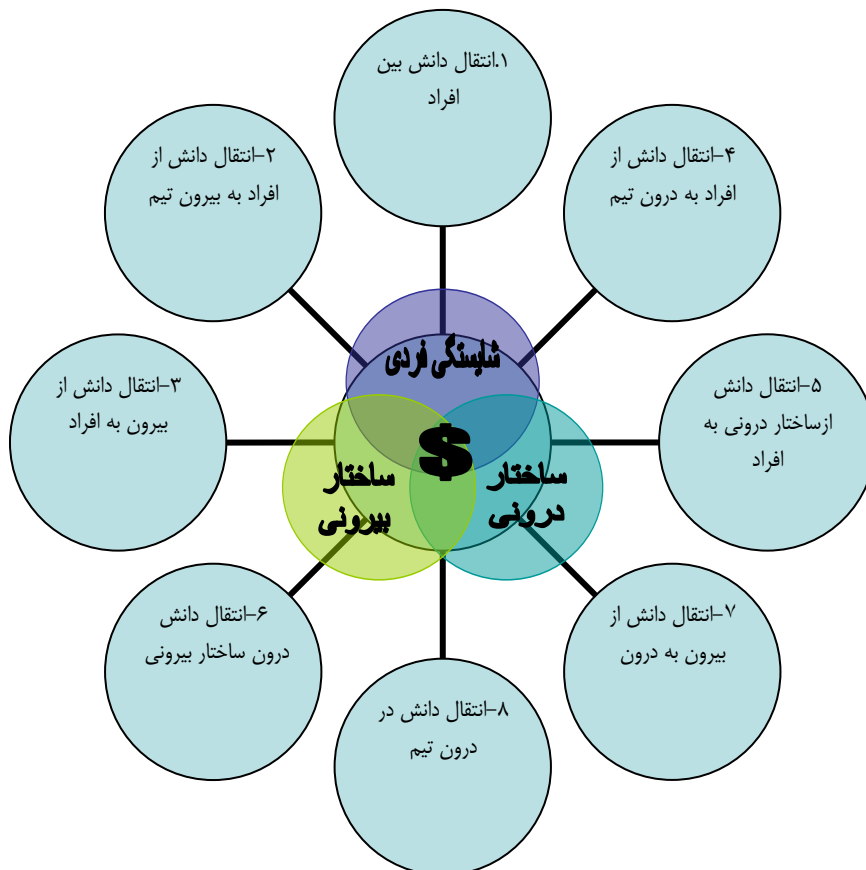 ۱.انتقال دانش بین
افراد
۲-انتقال دانش از
افراد به بیرون تیم
۴-انتقال دانش از
افراد به درون تیم
شایستگی فردی
۳-انتقال دانش از
بیرون به افراد
۵-انتقال دانش
ازساختار درونی به
افراد
$
ساختار
بیرونی
ساختار
درونی
۶-انتقال دانش
درون ساختار بیرونی
۷-انتقال دانش از
بیرون به درون
۸-انتقال دانش در
درون تیم